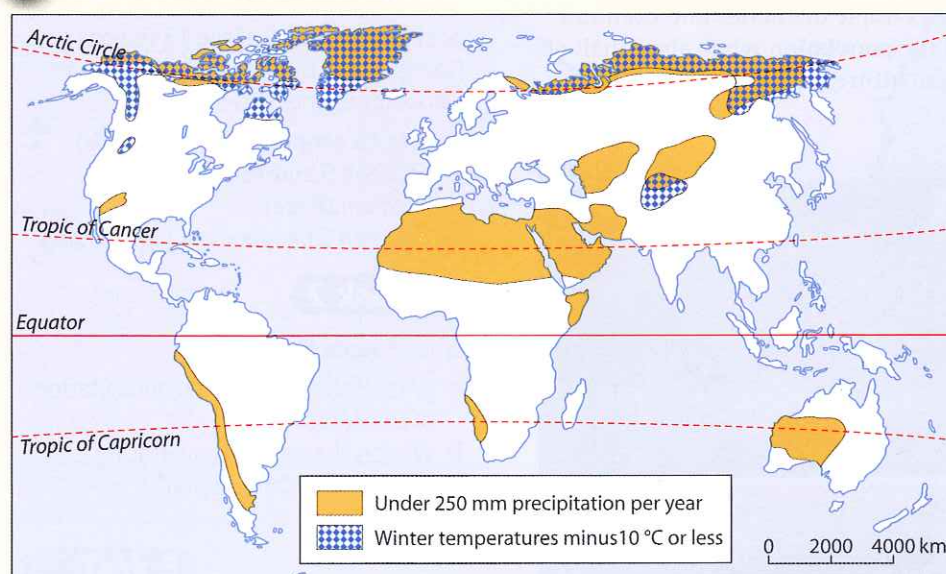 Arctic Circle
Tropic of Cancer
Equator
Tropic of Capricorn
Under 250 mm precipitation per year
Winter temperatures minus10 °C or less
0 2000 4000 km